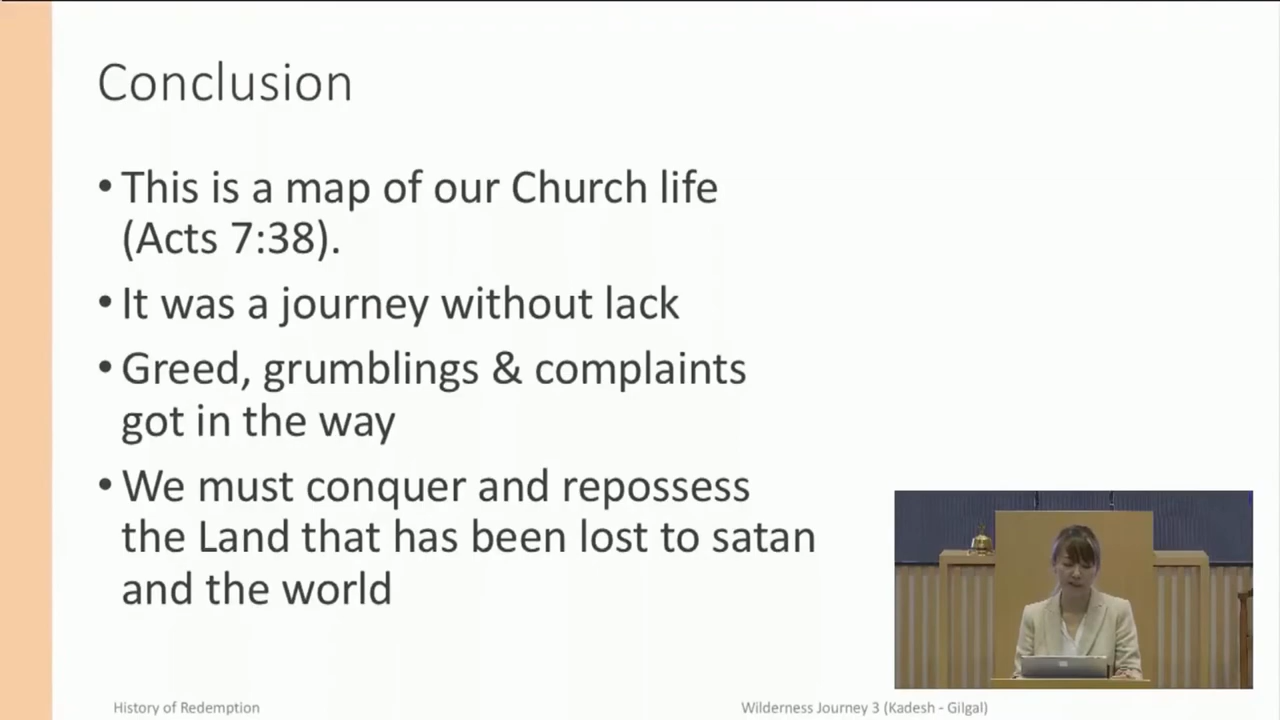 Conclusion
• This is a map of our Church life
(Acts 7:38).
• It was a journey without lack
• Greed, grumblings & complaints
got in the way
• We must conquer and repossess
the Land that has been lost to satan
and the world
History of Redemption
Wilderness Journey 3 (Kadesh - Gilgal)